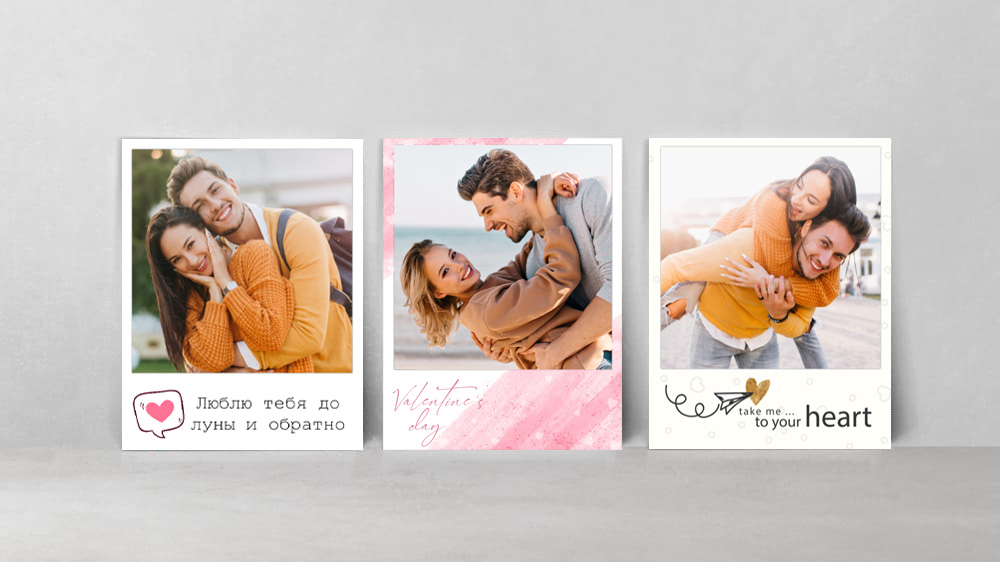 Люблю тебя до
луны и обратно
Valentine's
day
take me ...
to your heart